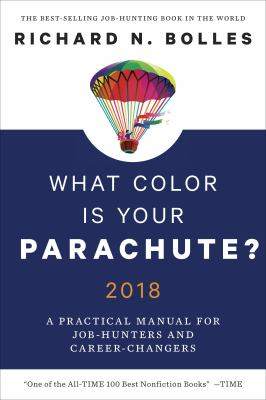 THE BEST-SELLING JOB-HUNTING BOOK IN THE WORLD
RICHARD N. BOLLES
WHAT COLOR
IS YOUR
PARACHUTE?
2018
A PRACTICAL MANUAL FOR
JOB-HUNTERS AND
CAREER-CHANGERS
"One of the All-TIME 100 Best Nonfiction Books" —TIME